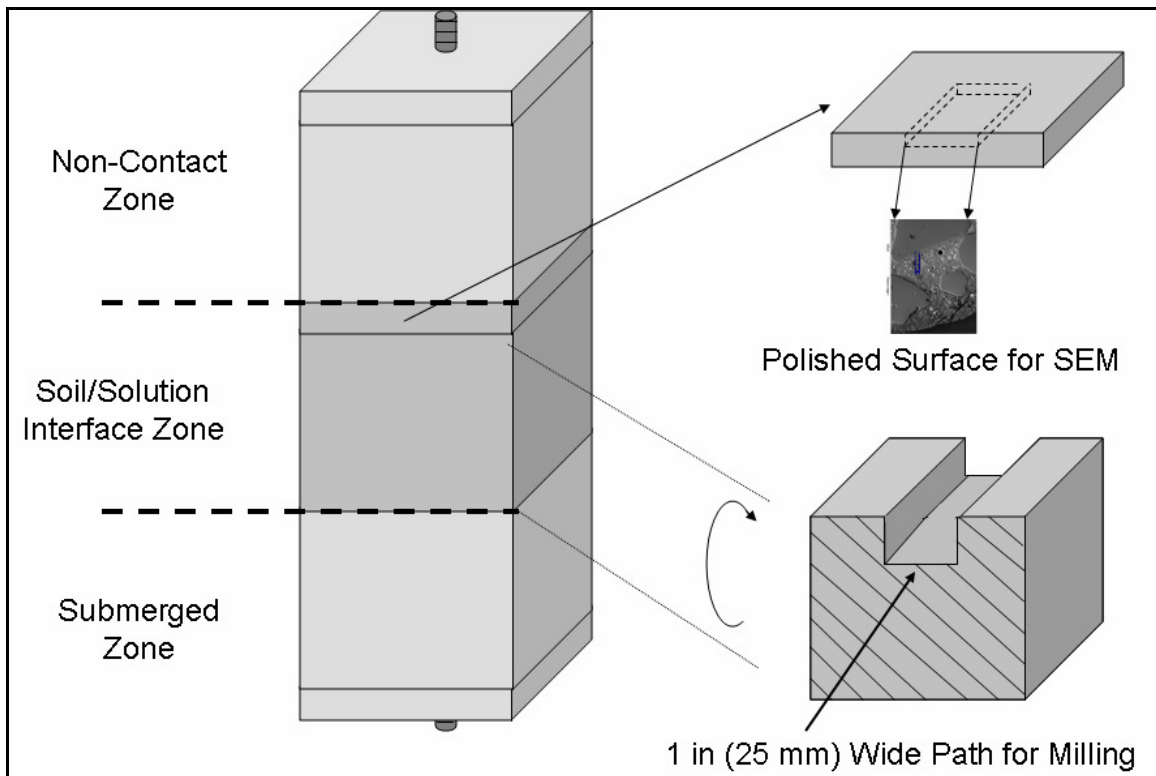 Non-Contact
Zone
Soil/Solution
Interface Zone
Submerged
Zone
Polished Surface for SEM
1 in (25 mm) Wide Path for Milling